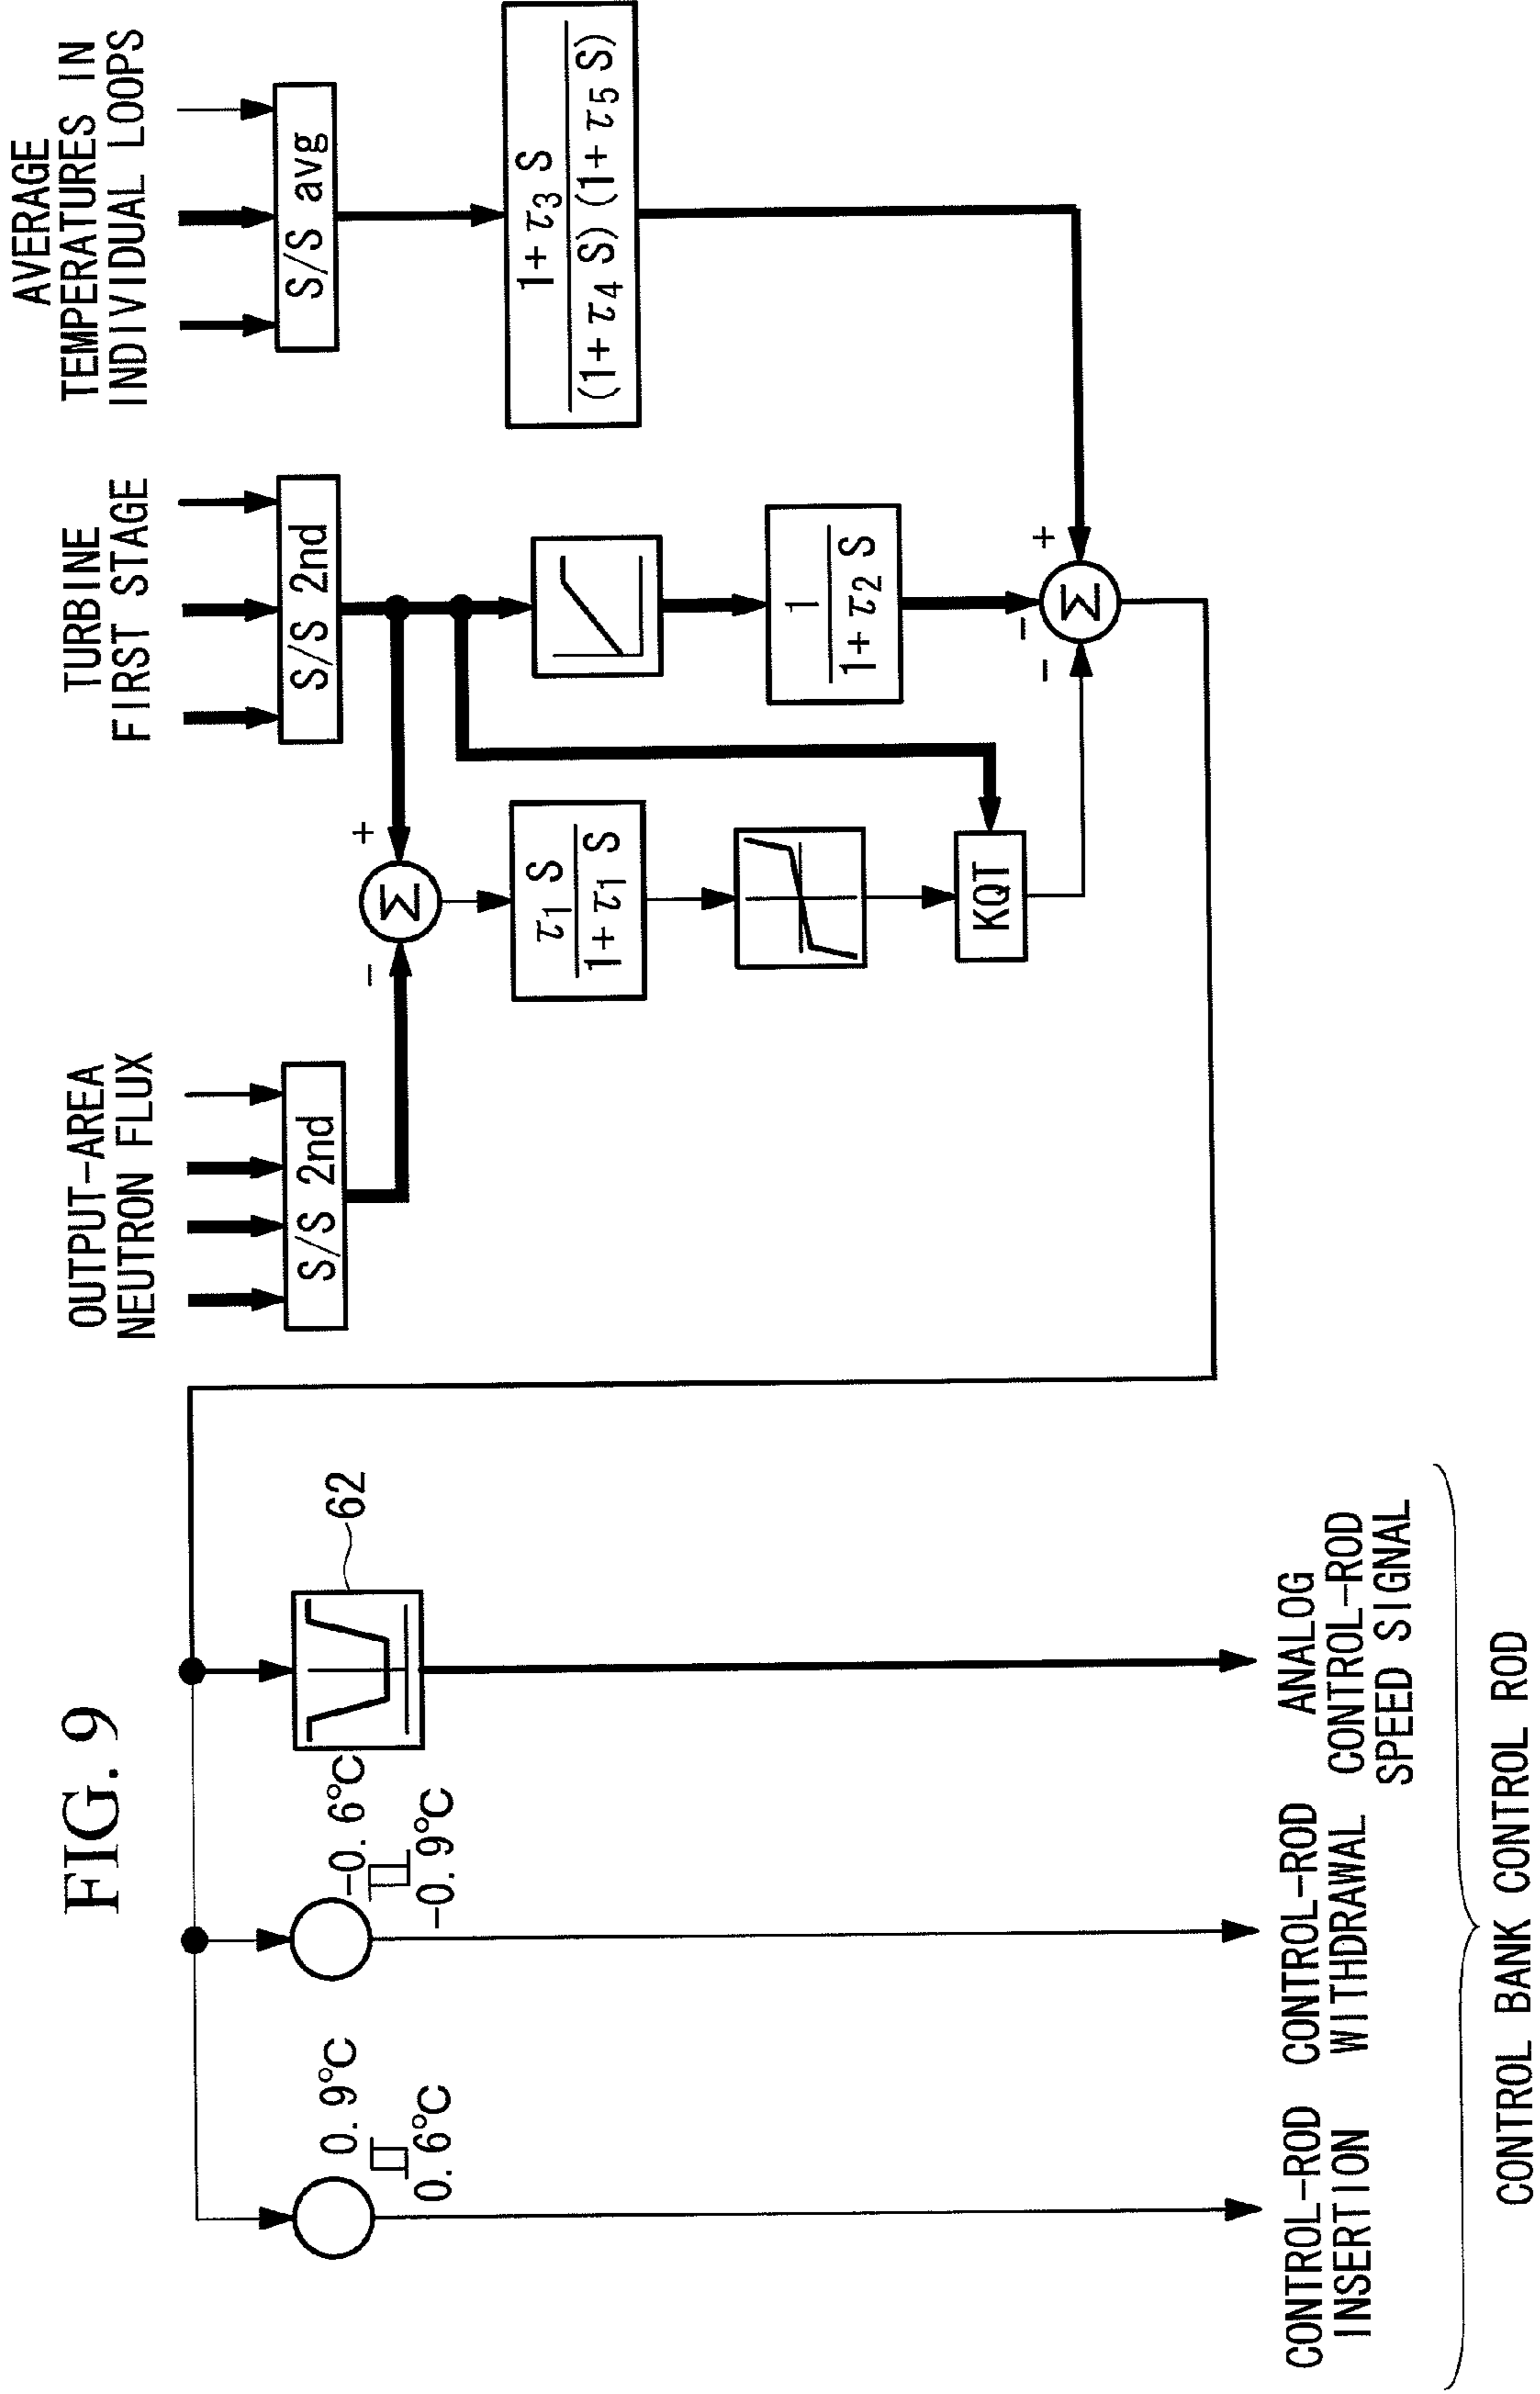 FIG. 9
OUTPUT-AREA
NEUTRON FLUX
TURBINE
FIRST STAGE
AVERAGE
TEMPERATURES IN
INDIVIDUAL LOOPS
S/S 2nd
S/S 2nd
S/S avg
−
+
Σ
τ1 S
1+ τ1 S
1+ τ3 S
(1+ τ4 S) (1+ τ5 S)
1
1+ τ2 S
KQT
−
−
+
Σ
62
0. 9°C
0. 6°C
−0. 6°C
−0. 9°C
CONTROL-ROD
INSERTION
CONTROL-ROD
WITHDRAWAL
ANALOG
CONTROL-ROD
SPEED SIGNAL
CONTROL BANK CONTROL ROD